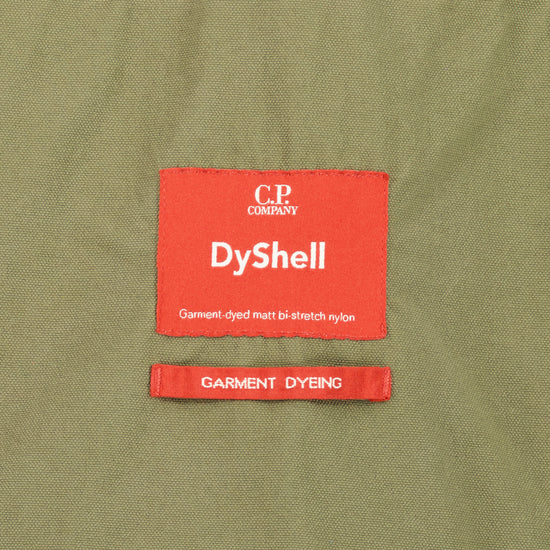 C.P.
COMPANY
DyShell
Garment-dyed matt bi-stretch nylon
GARMENT DYEING